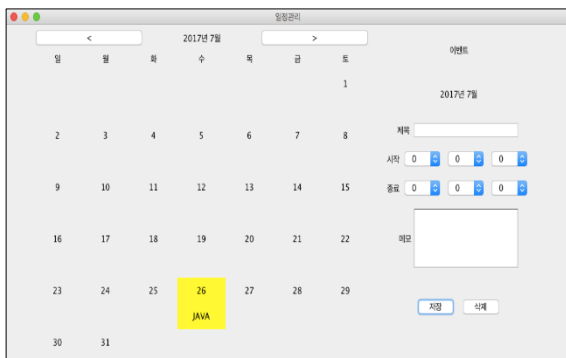 일정관리
< 2017년 7월 >
일 월 화 수 목 금 토
1
2 3 4 5 6 7 8
9 10 11 12 13 14 15
16 17 18 19 20 21 22
23 24 25 26 27 28 29
JAVA
30 31
이벤트
2017년 7월
제목
시작 0 0 0
종료 0 0 0
메모
저장 삭제